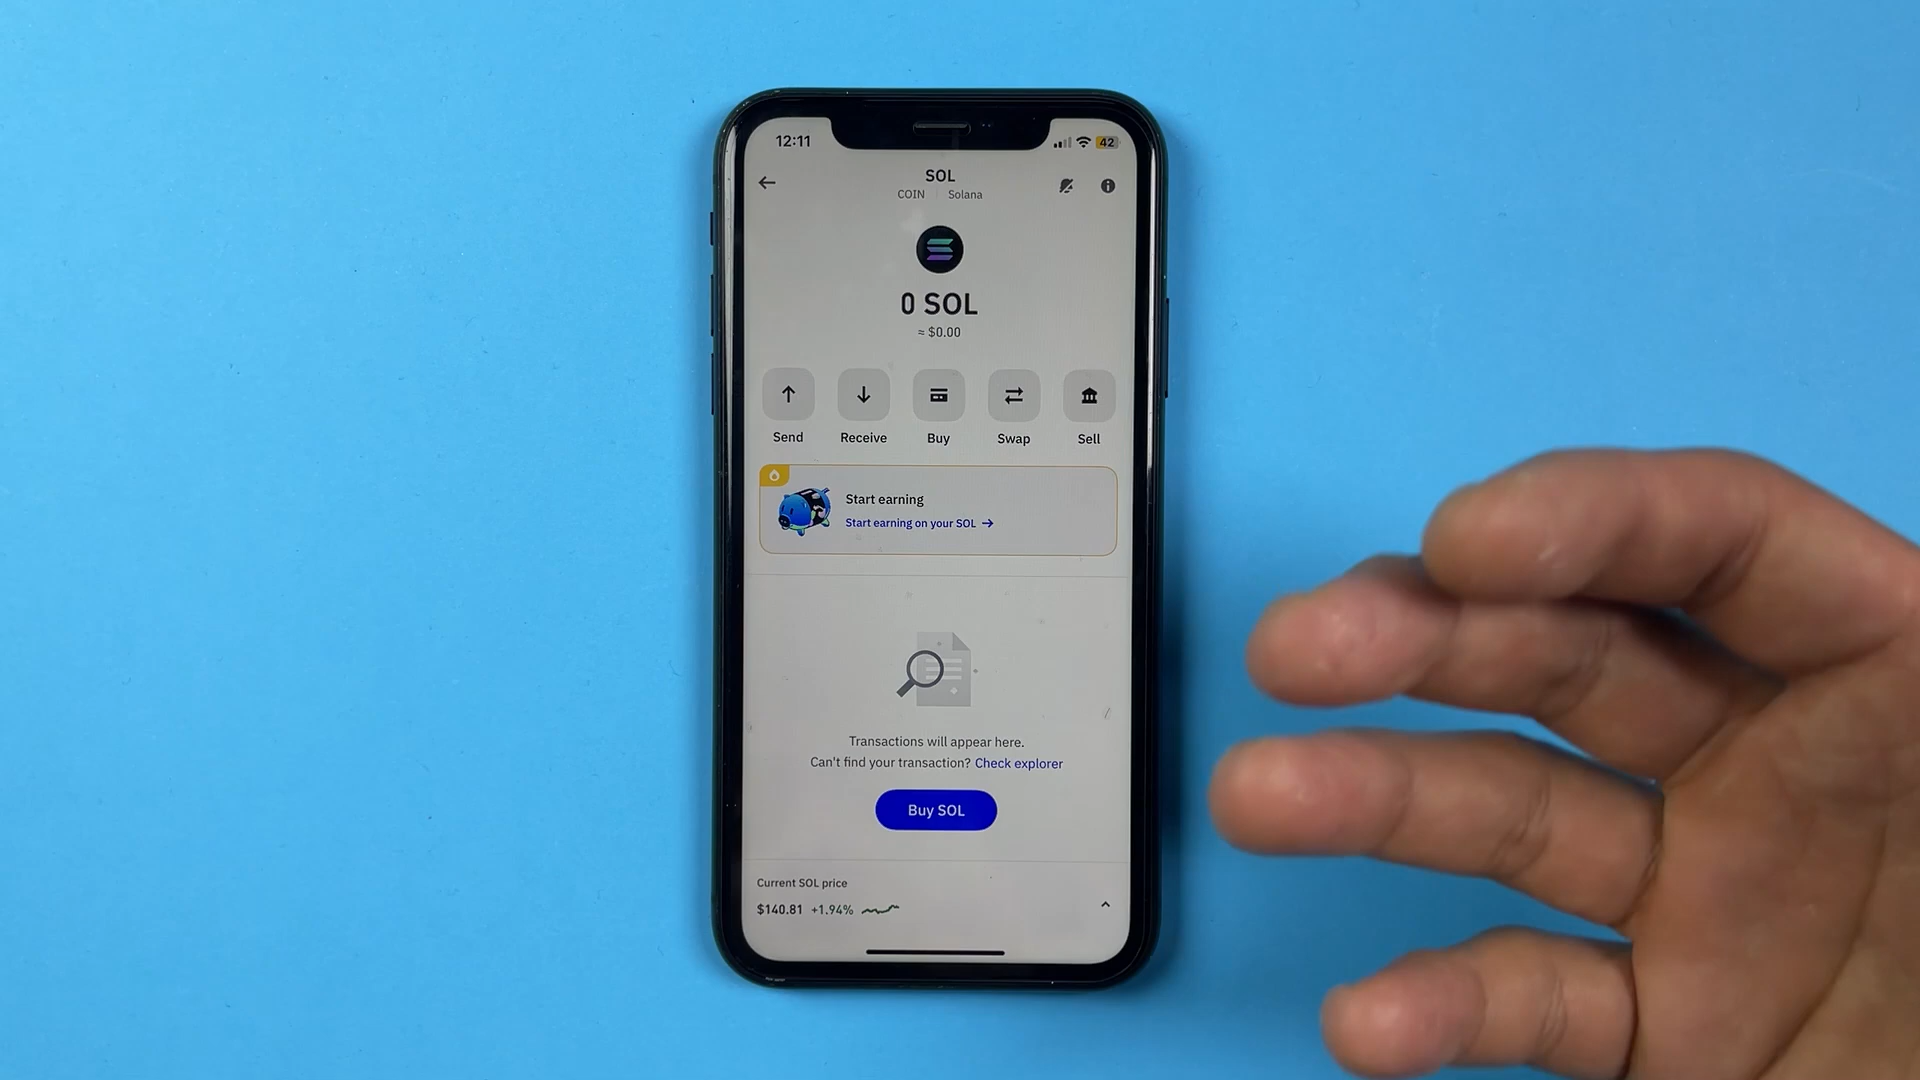 12:11
42
SOL
COIN Solana
0 SOL
≈ $0.00
Send Receive Buy Swap Sell
Start earning
Start earning on your SOL →
Transactions will appear here.
Can't find your transaction? Check explorer
Buy SOL
Current SOL price
$140.81 +1.94%